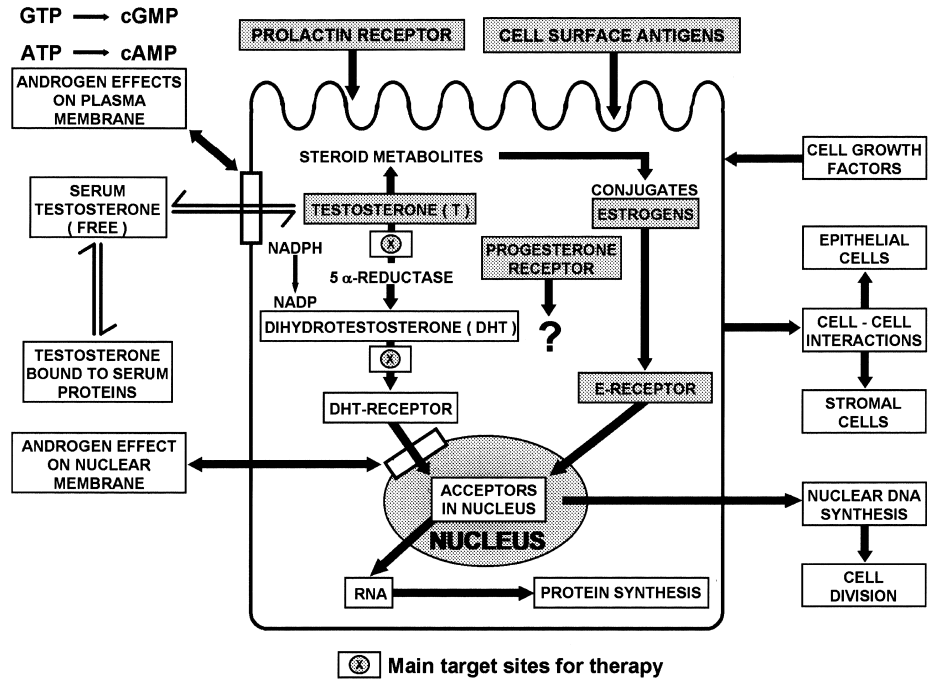 GTP → cGMP
ATP → cAMP
PROLACTIN RECEPTOR
CELL SURFACE ANTIGENS
ANDROGEN EFFECTS
ON PLASMA
MEMBRANE
STEROID METABOLITES
CELL GROWTH
FACTORS
SERUM
TESTOSTERONE
( FREE )
TESTOSTERONE ( T )
CONJUGATES
ESTROGENS
X
NADPH
NADP
5 α-REDUCTASE
PROGESTERONE
RECEPTOR
?
EPITHELIAL
CELLS
DIHYDROTESTOSTERONE ( DHT )
CELL - CELL
INTERACTIONS
X
TESTOSTERONE
BOUND TO SERUM
PROTEINS
DHT-RECEPTOR
E-RECEPTOR
STROMAL
CELLS
ANDROGEN EFFECT
ON NUCLEAR
MEMBRANE
ACCEPTORS
IN NUCLEUS
NUCLEUS
NUCLEAR DNA
SYNTHESIS
RNA
PROTEIN SYNTHESIS
CELL
DIVISION
X Main target sites for therapy